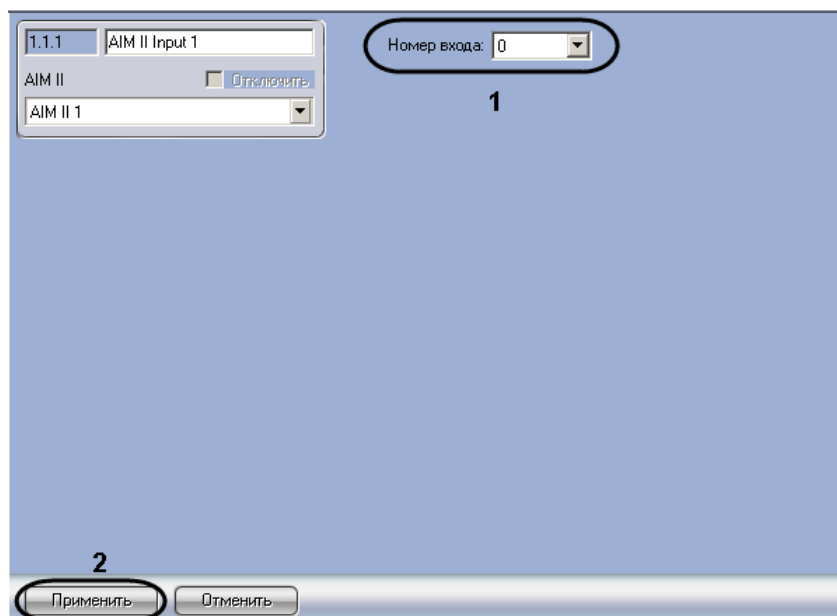 1.1.1 AIM II Input 1 Номер входа: 0
AIM II Отключить
AIM II 1
1
2
Применить Отменить